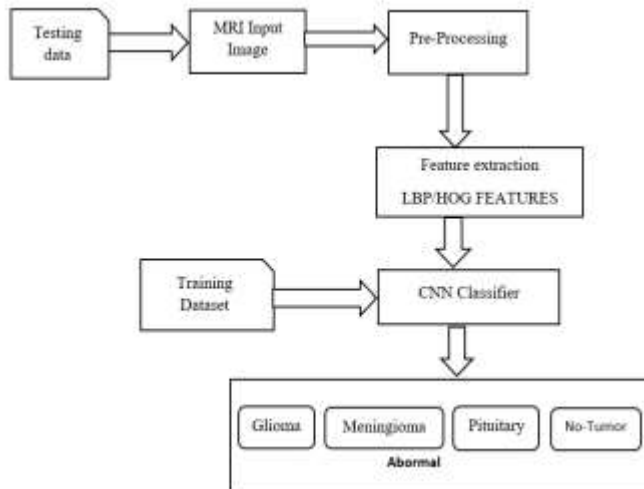 Testing
data
MRI Input
Image
Pre-Processing
Feature extraction
LBP/HOG FEATURES
Training
Dataset
CNN Classifier
Glioma
Meningioma
Pituitary
No-Tumor
Abormal